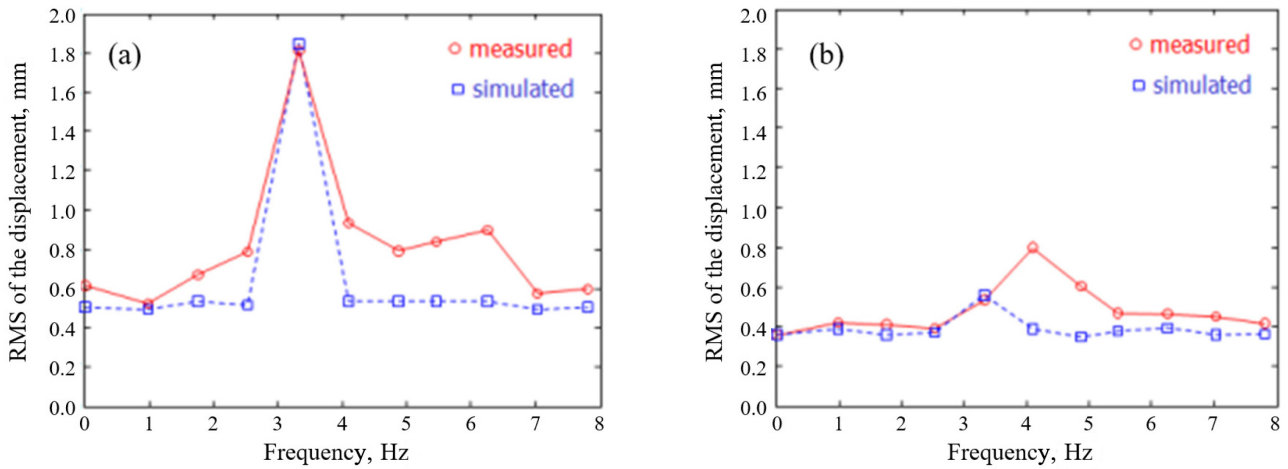 (a)
measured
simulated
RMS of the displacement, mm
2.0
1.8
1.6
1.4
1.2
1.0
0.8
0.6
0.4
0.2
0.0
0 1 2 3 4 5 6 7 8
Frequency, Hz
(b)
measured
simulated
RMS of the displacement, mm
2.0
1.8
1.6
1.4
1.2
1.0
0.8
0.6
0.4
0.2
0.0
0 1 2 3 4 5 6 7 8
Frequency, Hz